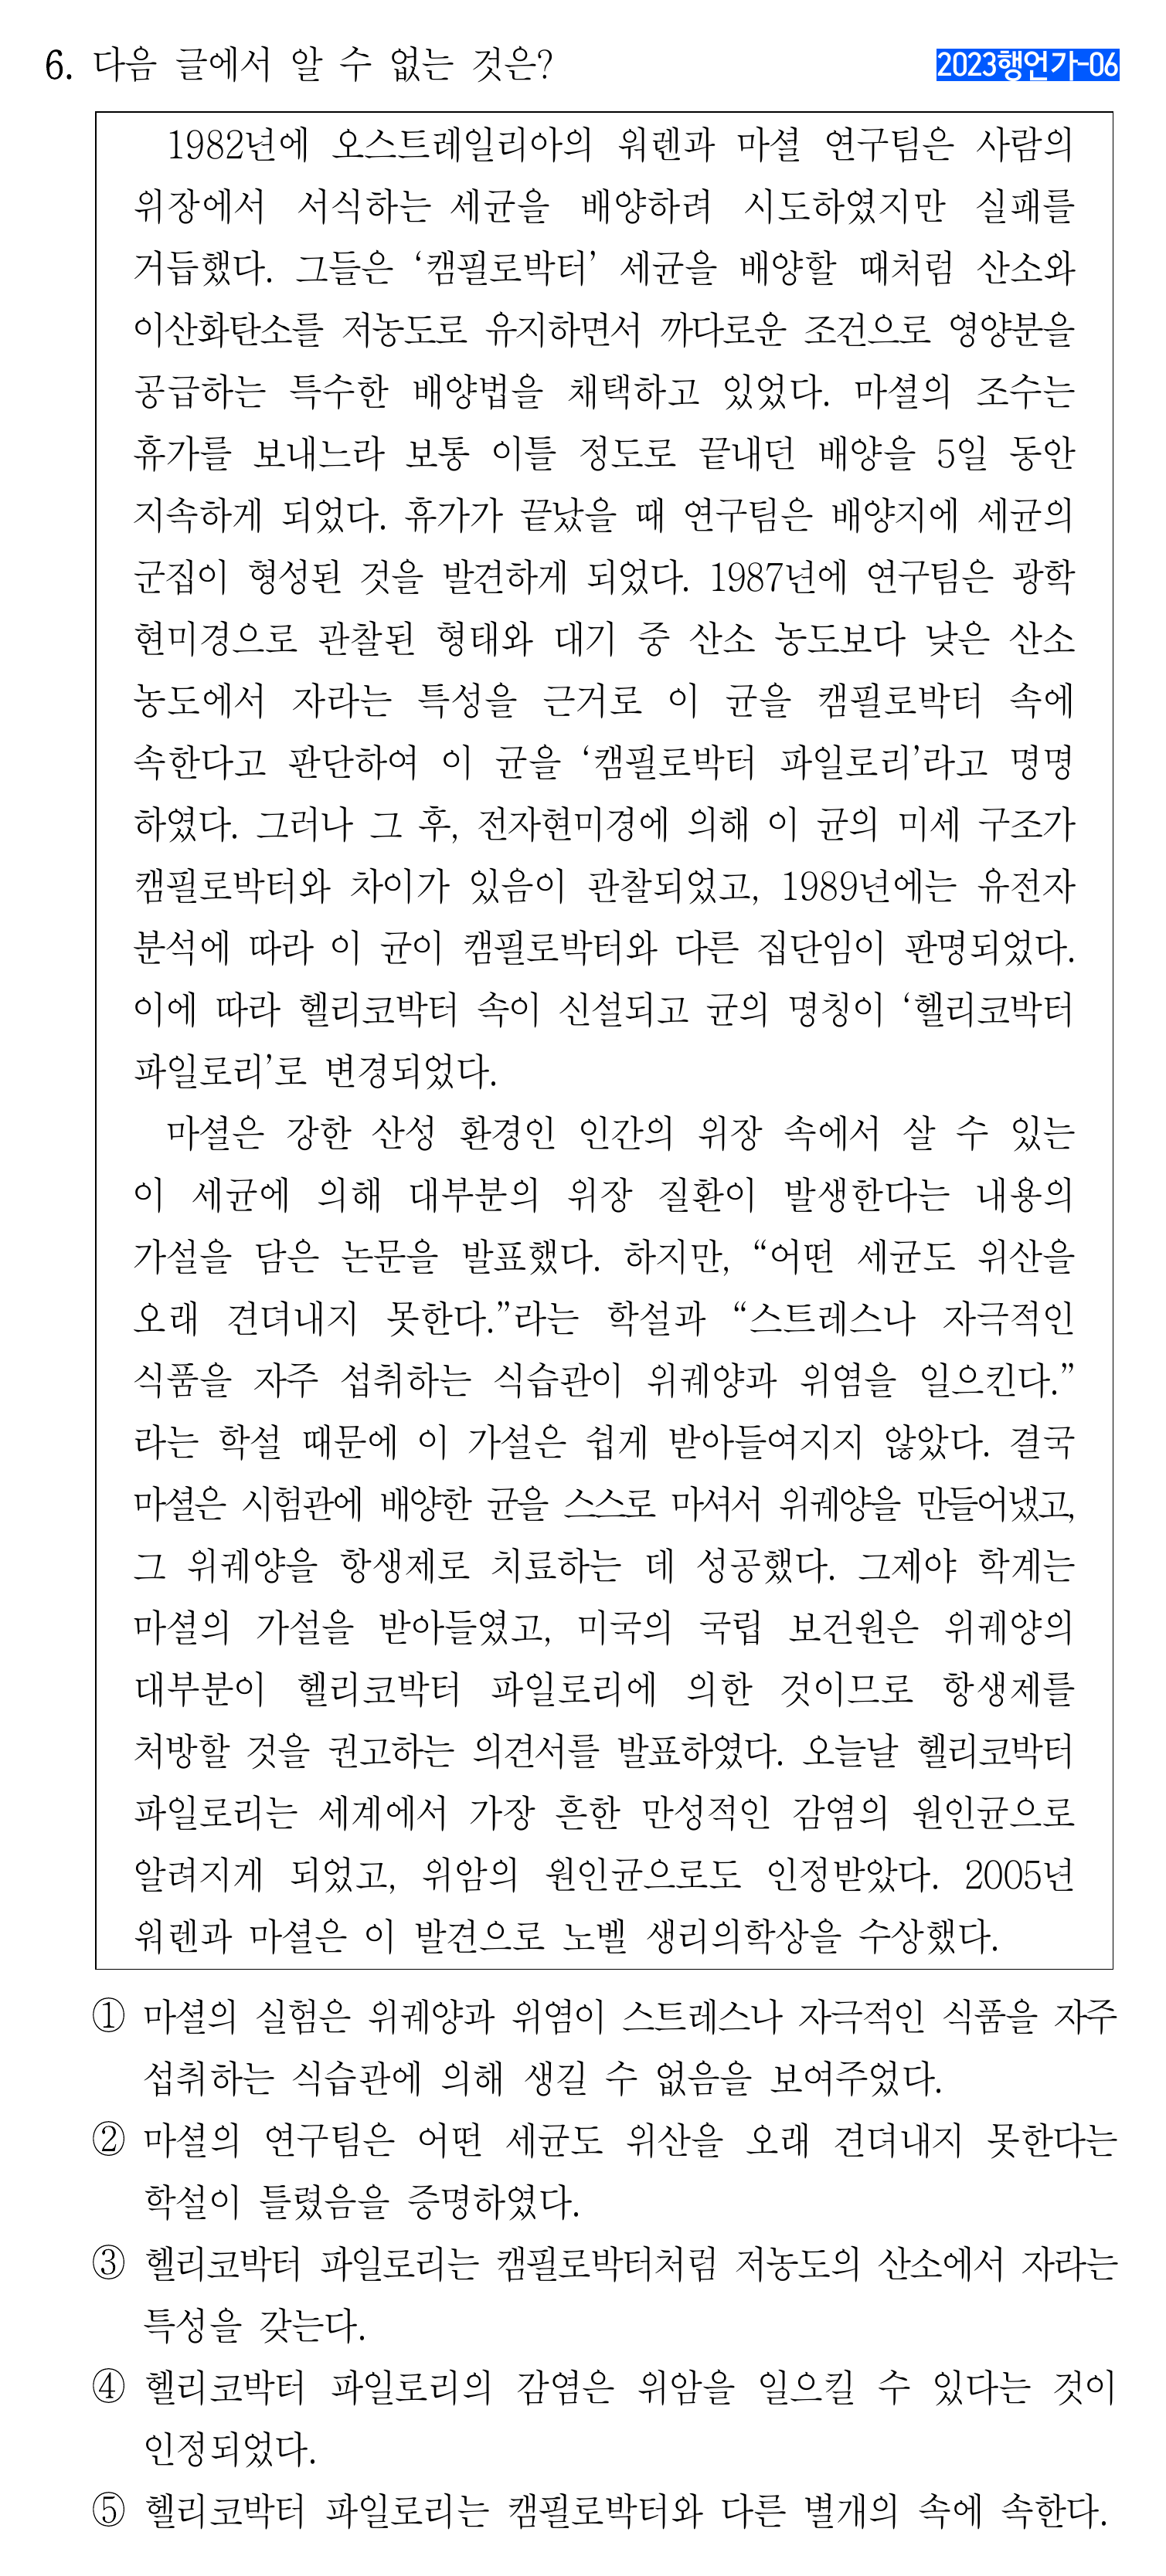 6. 다음 글에서 알 수 없는 것은?
2023행언가-06
1982년에 오스트레일리아의 워렌과 마셜 연구팀은 사람의
위장에서 서식하는 세균을 배양하려 시도하였지만 실패를
거듭했다. 그들은 ‘캠필로박터’ 세균을 배양할 때처럼 산소와
이산화탄소를 저농도로 유지하면서 까다로운 조건으로 영양분을
공급하는 특수한 배양법을 채택하고 있었다. 마셜의 조수는
휴가를 보내느라 보통 이틀 정도로 끝내던 배양을 5일 동안
지속하게 되었다. 휴가가 끝났을 때 연구팀은 배양지에 세균의
군집이 형성된 것을 발견하게 되었다. 1987년에 연구팀은 광학
현미경으로 관찰된 형태와 대기 중 산소 농도보다 낮은 산소
농도에서 자라는 특성을 근거로 이 균을 캠필로박터 속에
속한다고 판단하여 이 균을 ‘캠필로박터 파일로리’라고 명명
하였다. 그러나 그 후, 전자현미경에 의해 이 균의 미세 구조가
캠필로박터와 차이가 있음이 관찰되었고, 1989년에는 유전자
분석에 따라 이 균이 캠필로박터와 다른 집단임이 판명되었다.
이에 따라 헬리코박터 속이 신설되고 균의 명칭이 ‘헬리코박터
파일로리’로 변경되었다.
마셜은 강한 산성 환경인 인간의 위장 속에서 살 수 있는
이 세균에 의해 대부분의 위장 질환이 발생한다는 내용의
가설을 담은 논문을 발표했다. 하지만, “어떤 세균도 위산을
오래 견뎌내지 못한다.”라는 학설과 “스트레스나 자극적인
식품을 자주 섭취하는 식습관이 위궤양과 위염을 일으킨다.”
라는 학설 때문에 이 가설은 쉽게 받아들여지지 않았다. 결국
마셜은 시험관에 배양한 균을 스스로 마셔서 위궤양을 만들어냈고,
그 위궤양을 항생제로 치료하는 데 성공했다. 그제야 학계는
마셜의 가설을 받아들였고, 미국의 국립 보건원은 위궤양의
대부분이 헬리코박터 파일로리에 의한 것이므로 항생제를
처방할 것을 권고하는 의견서를 발표하였다. 오늘날 헬리코박터
파일로리는 세계에서 가장 흔한 만성적인 감염의 원인균으로
알려지게 되었고, 위암의 원인균으로도 인정받았다. 2005년
워렌과 마셜은 이 발견으로 노벨 생리의학상을 수상했다.
① 마셜의 실험은 위궤양과 위염이 스트레스나 자극적인 식품을 자주
섭취하는 식습관에 의해 생길 수 없음을 보여주었다.
② 마셜의 연구팀은 어떤 세균도 위산을 오래 견뎌내지 못한다는
학설이 틀렸음을 증명하였다.
③ 헬리코박터 파일로리는 캠필로박터처럼 저농도의 산소에서 자라는
특성을 갖는다.
④ 헬리코박터 파일로리의 감염은 위암을 일으킬 수 있다는 것이
인정되었다.
⑤ 헬리코박터 파일로리는 캠필로박터와 다른 별개의 속에 속한다.